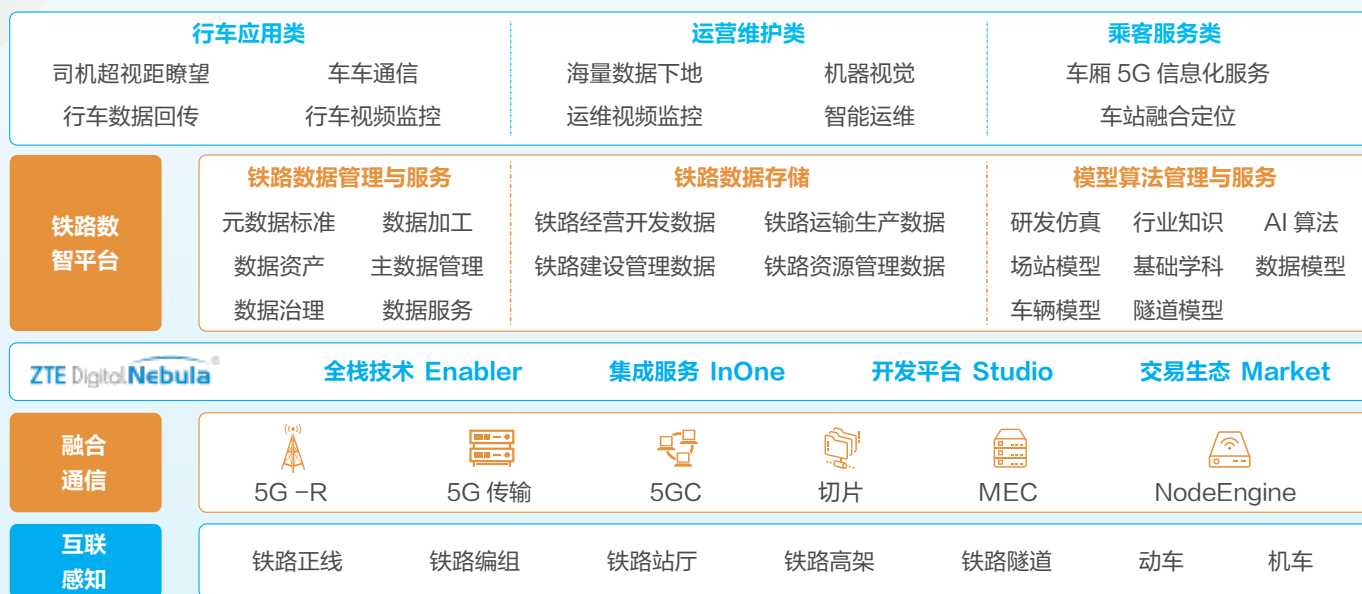 行车应用类 运营维护类 乘客服务类
司机超视距瞭望 车车通信 海量数据下地 机器视觉 车厢 5G 信息化服务
行车数据回传 行车视频监控 运维视频监控 智能运维 车站融合定位
铁路数智平台
铁路数据管理与服务 铁路数据存储 模型算法管理与服务
元数据标准 数据加工 铁路经营开发数据 铁路运输生产数据 研发仿真 行业知识 AI 算法
数据资产 主数据管理 铁路建设管理数据 铁路资源管理数据 场站模型 基础学科 数据模型
数据治理 数据服务 车辆模型 隧道模型
ZTE Digital Nebula® 全栈技术 Enabler 集成服务 InOne 开发平台 Studio 交易生态 Market
融合
通信
5G –R 5G 传输 5GC 切片 MEC NodeEngine
互联
感知
铁路正线 铁路编组 铁路站厅 铁路高架 铁路隧道 动车 机车